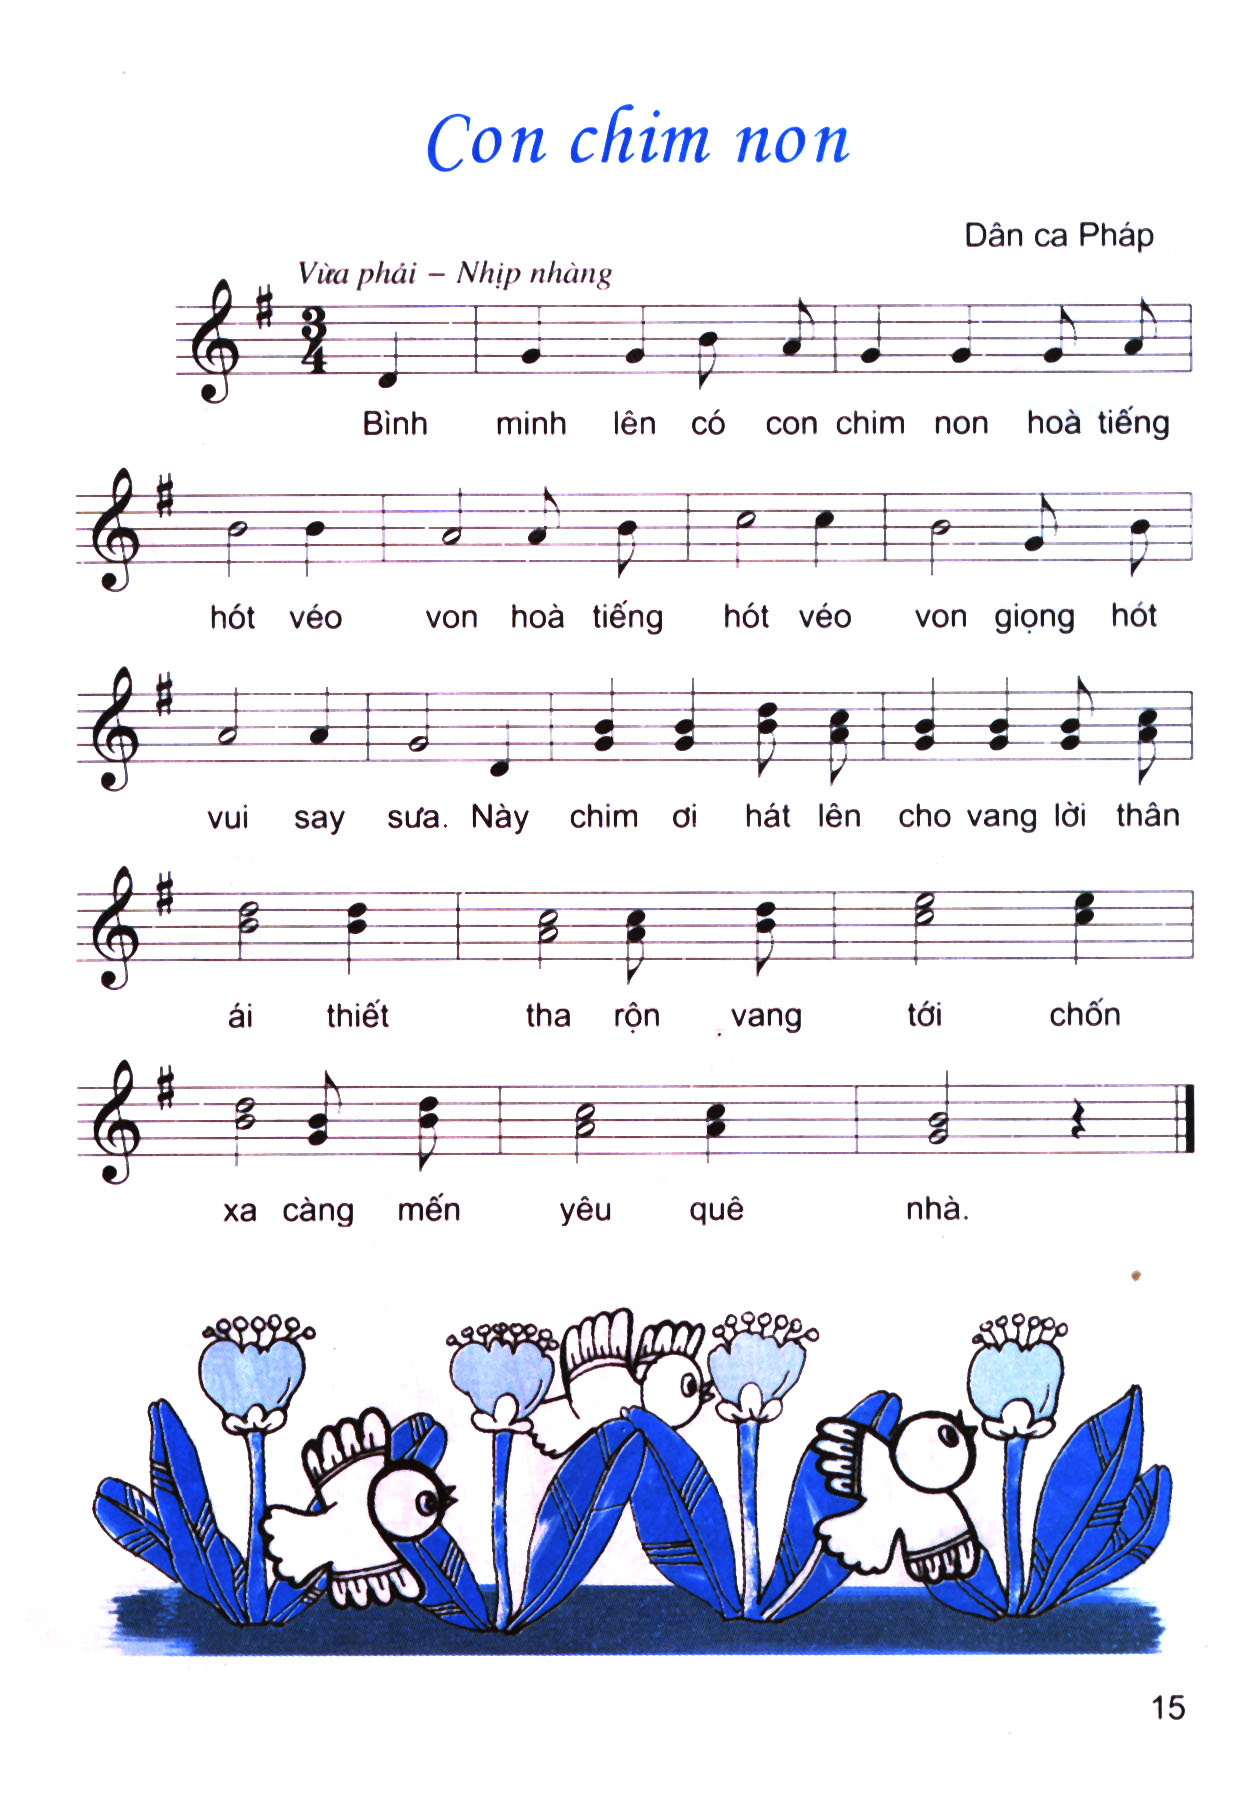 Con chim non
Dân ca Pháp
Vừa phải – Nhịp nhàng
3
4
Bình minh lên có con chim non hoà tiếng
hót véo von hoà tiếng hót véo von giọng hót
vui say sưa. Này chim ơi hát lên cho vang lời thân
ái thiết tha rộn vang tới chốn
xa càng mến yêu quê nhà.
15